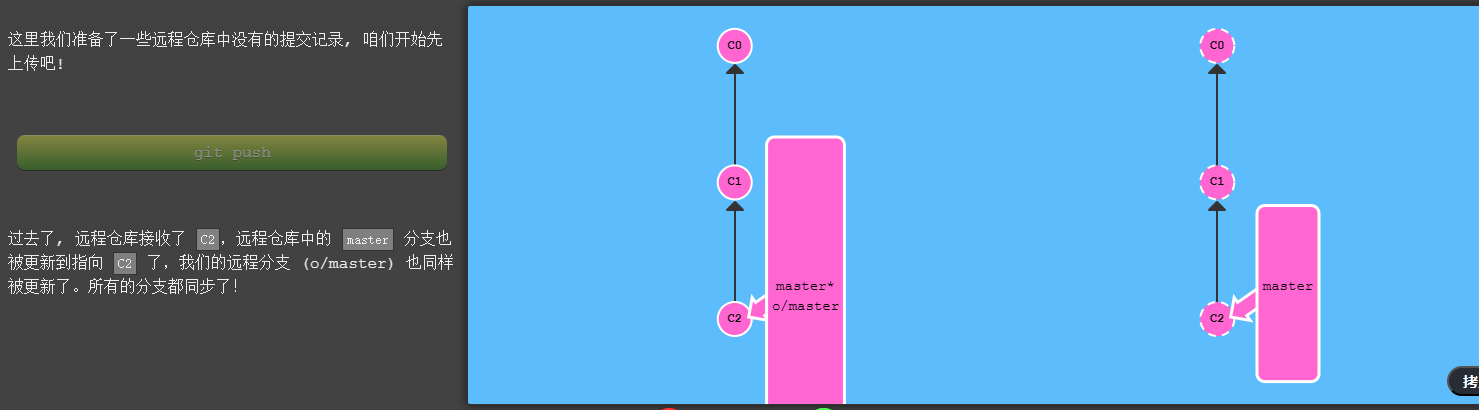 这里我们准备了一些远程仓库中没有的提交记录, 咱们开始先
上传吧!
git push
过去了, 远程仓库接收了 C2, 远程仓库中的 master 分支也
被更新到指向 C2 了, 我们的远程分支 (o/master) 也同样
被更新了。所有的分支都同步了!
C0
C1
C2
master*
o/master
C0
C1
C2
master
拷